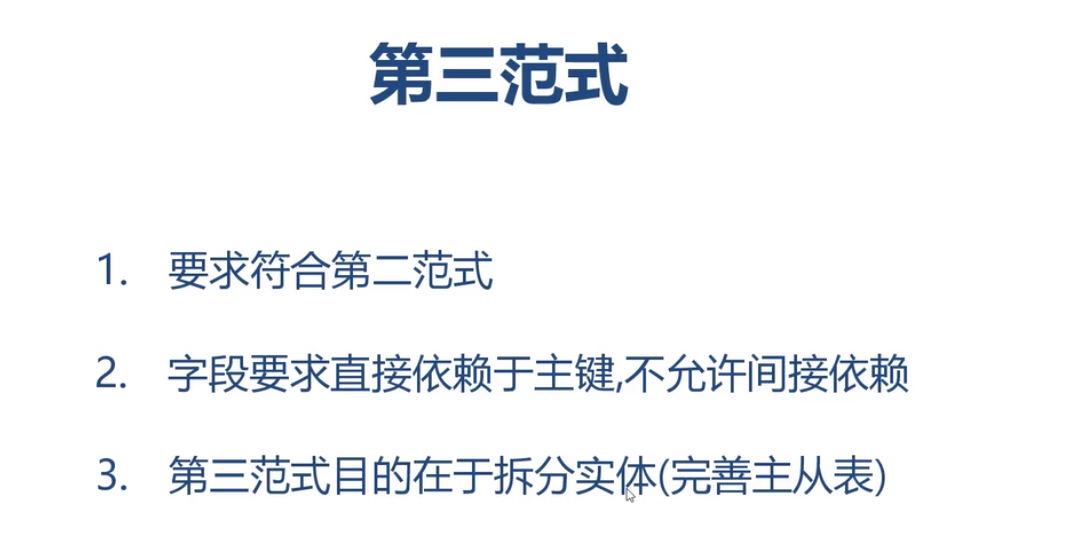 第三范式
1. 要求符合第二范式
2. 字段要求直接依赖于主键,不允许间接依赖
3. 第三范式目的在于拆分实体(完善主从表)